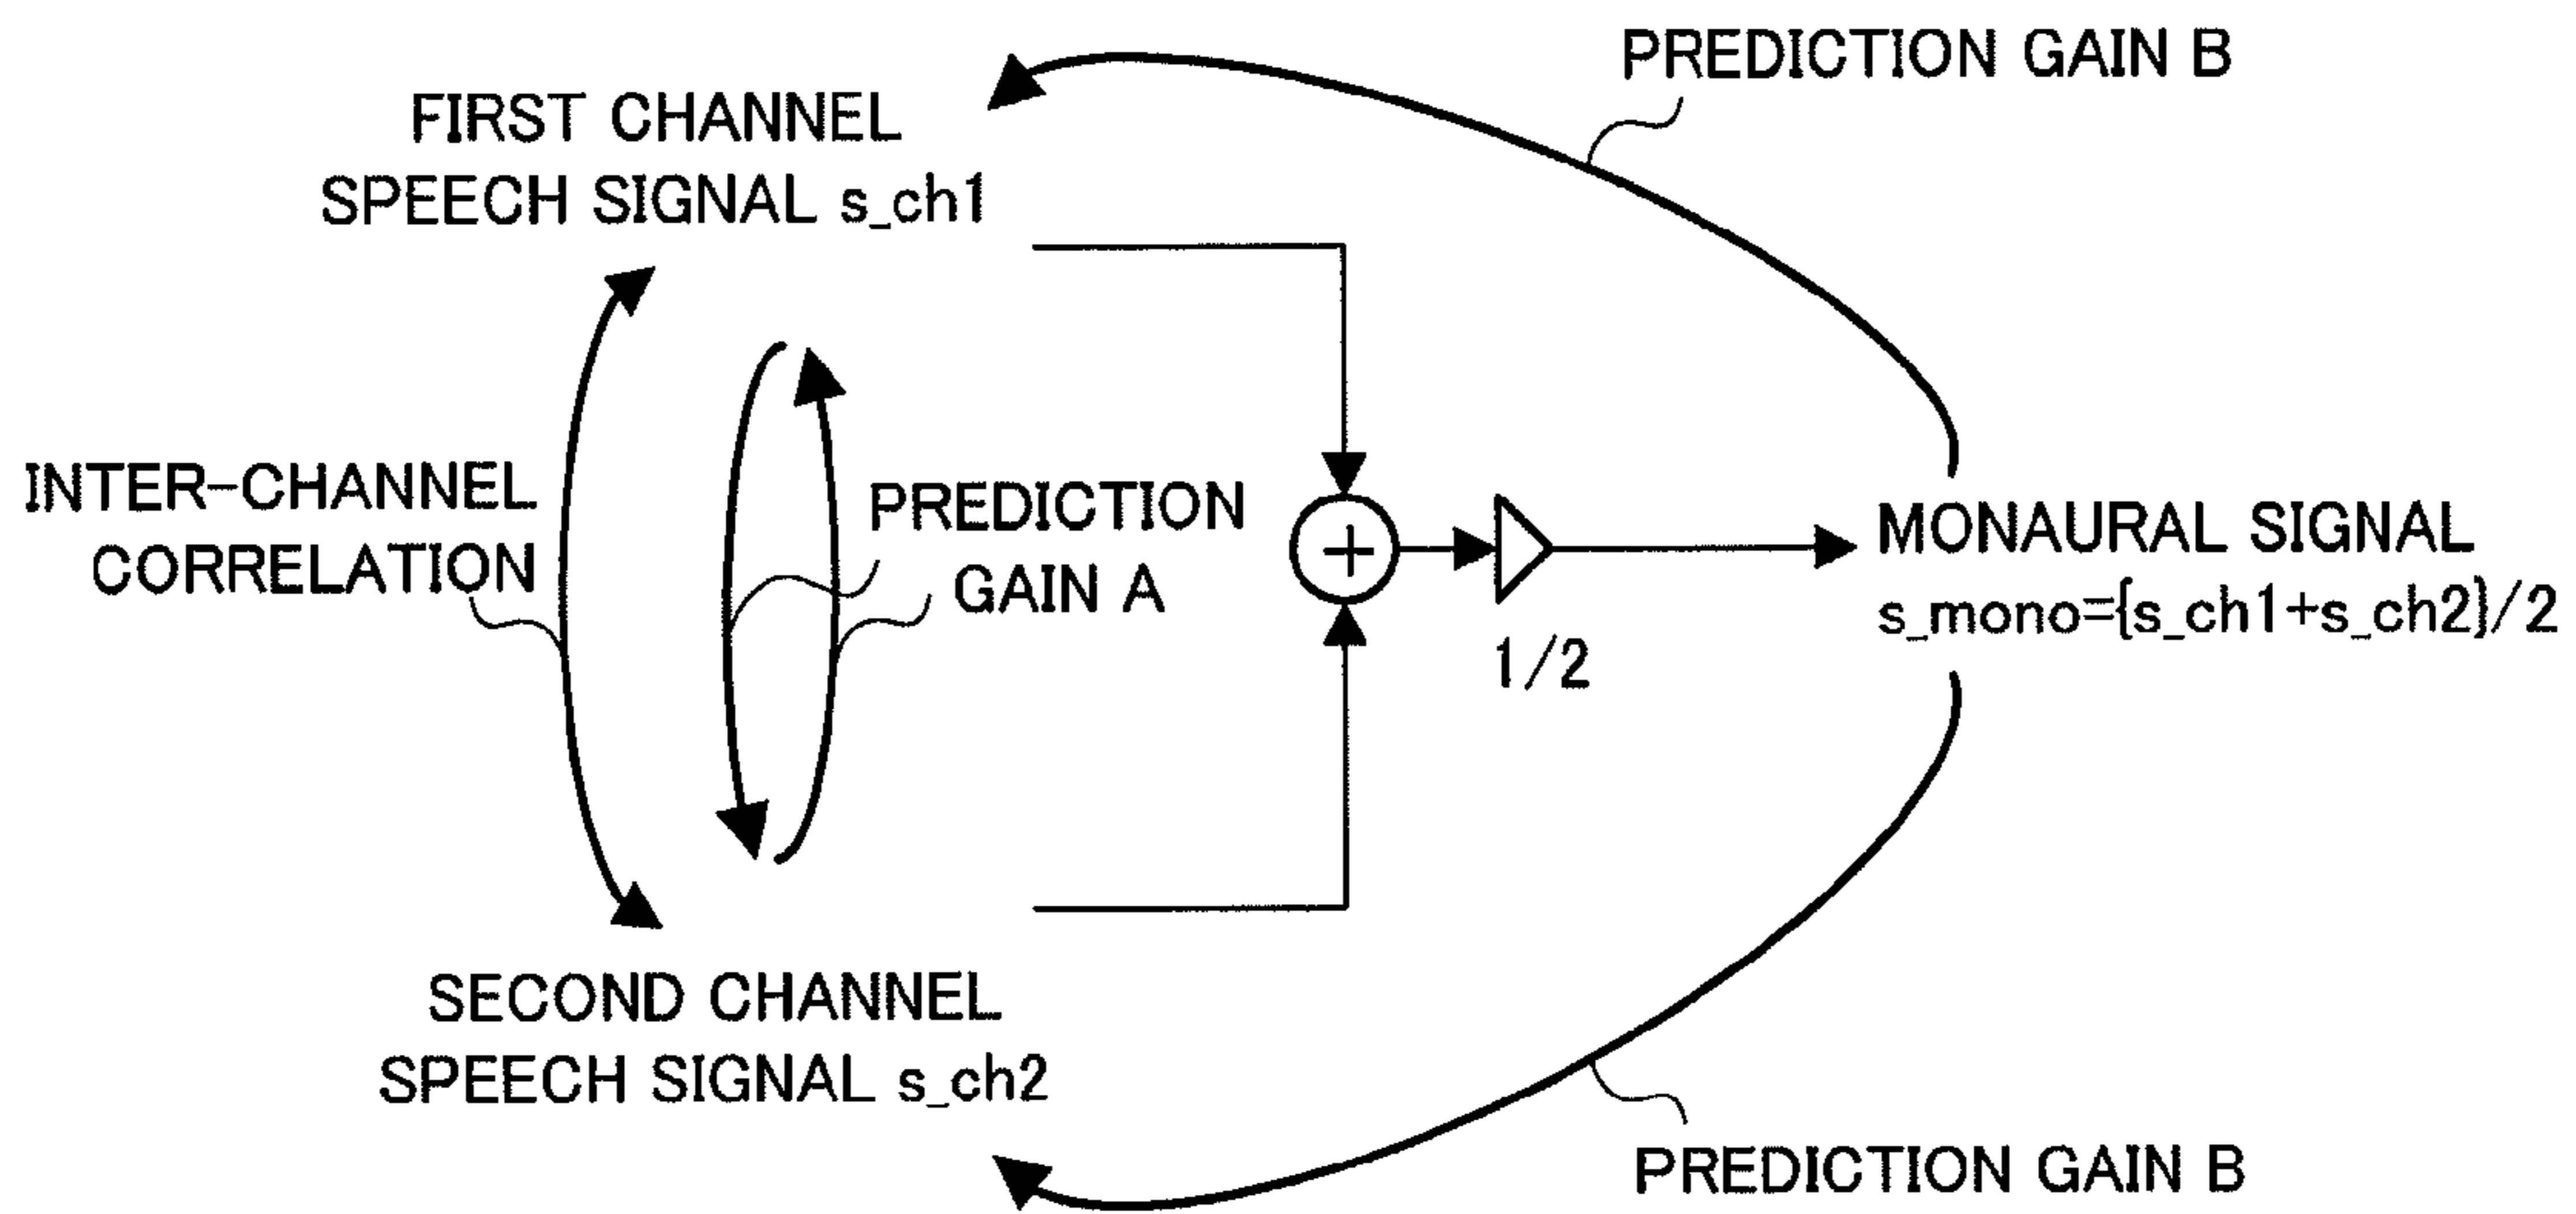 PREDICTION GAIN B
FIRST CHANNEL
SPEECH SIGNAL s_ch1
INTER-CHANNEL
CORRELATION
PREDICTION
GAIN A
+
1/2
MONAURAL SIGNAL
s_mono={s_ch1+s_ch2}/2
SECOND CHANNEL
SPEECH SIGNAL s_ch2
PREDICTION GAIN B